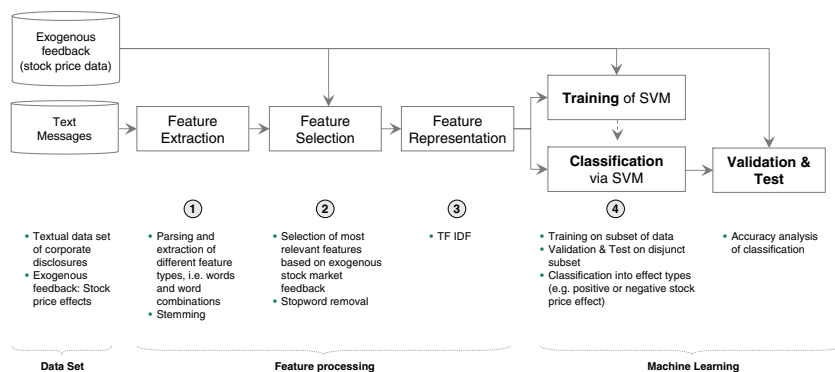 Exogenous
feedback
(stock price data)
Text
Messages
Feature
Extraction
Feature
Selection
Feature
Representation
Training of SVM
Classification
via SVM
Validation &
Test
1
2
3
4
• Textual data set
of corporate
disclosures
• Exogenous
feedback: Stock
price effects
• Parsing and
extraction of
different feature
types, i.e. words
and word
combinations
• Stemming
• Selection of most
relevant features
based on exogenous
stock market
feedback
• Stopword removal
• TF IDF
• Training on subset of data
• Validation & Test on disjunct
subset
• Classification into effect types
(e.g. positive or negative stock
price effect)
• Accuracy analysis
of classification
Data Set
Feature processing
Machine Learning